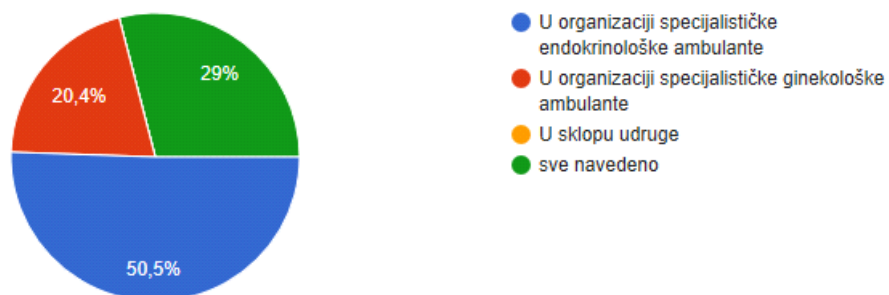 29%
20,4%
50,5%
U organizaciji specijalističke
endokrinološke ambulante
U organizaciji specijalističke ginekološke
ambulante
U sklopu udruge
sve navedeno